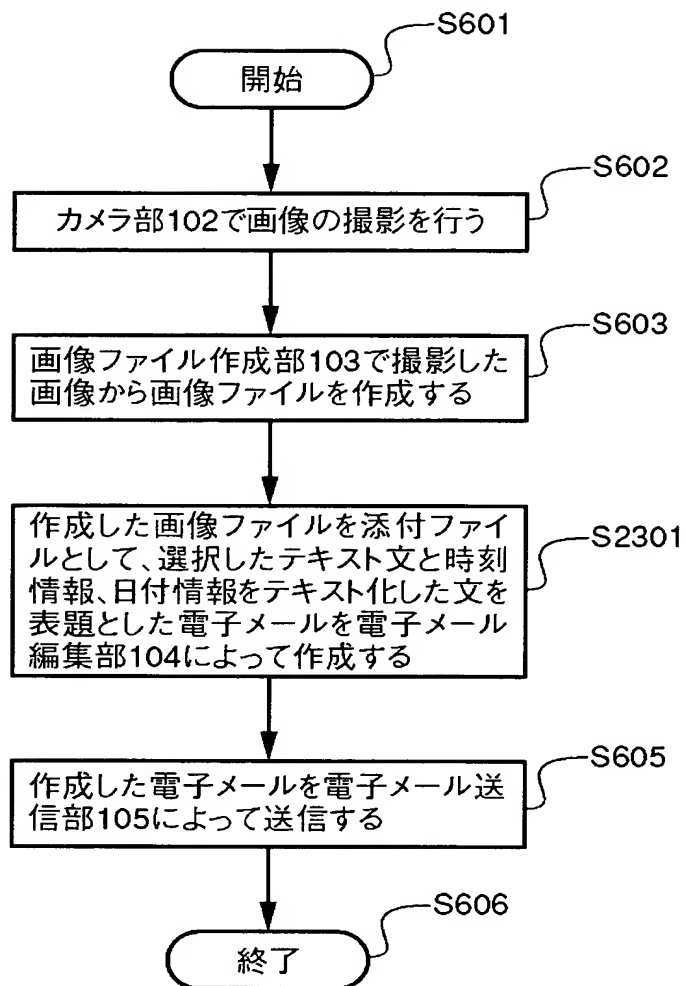 S601
開始
S602
カメラ部102で画像の撮影を行う
S603
画像ファイル作成部103で撮影した
画像から画像ファイルを作成する
S2301
作成した画像ファイルを添付ファイ
ルとして、選択したテキスト文と時刻
情報、日付情報をテキスト化した文を
表題とした電子メールを電子メール
編集部104によって作成する
S605
作成した電子メールを電子メール送
信部105によって送信する
S606
終了